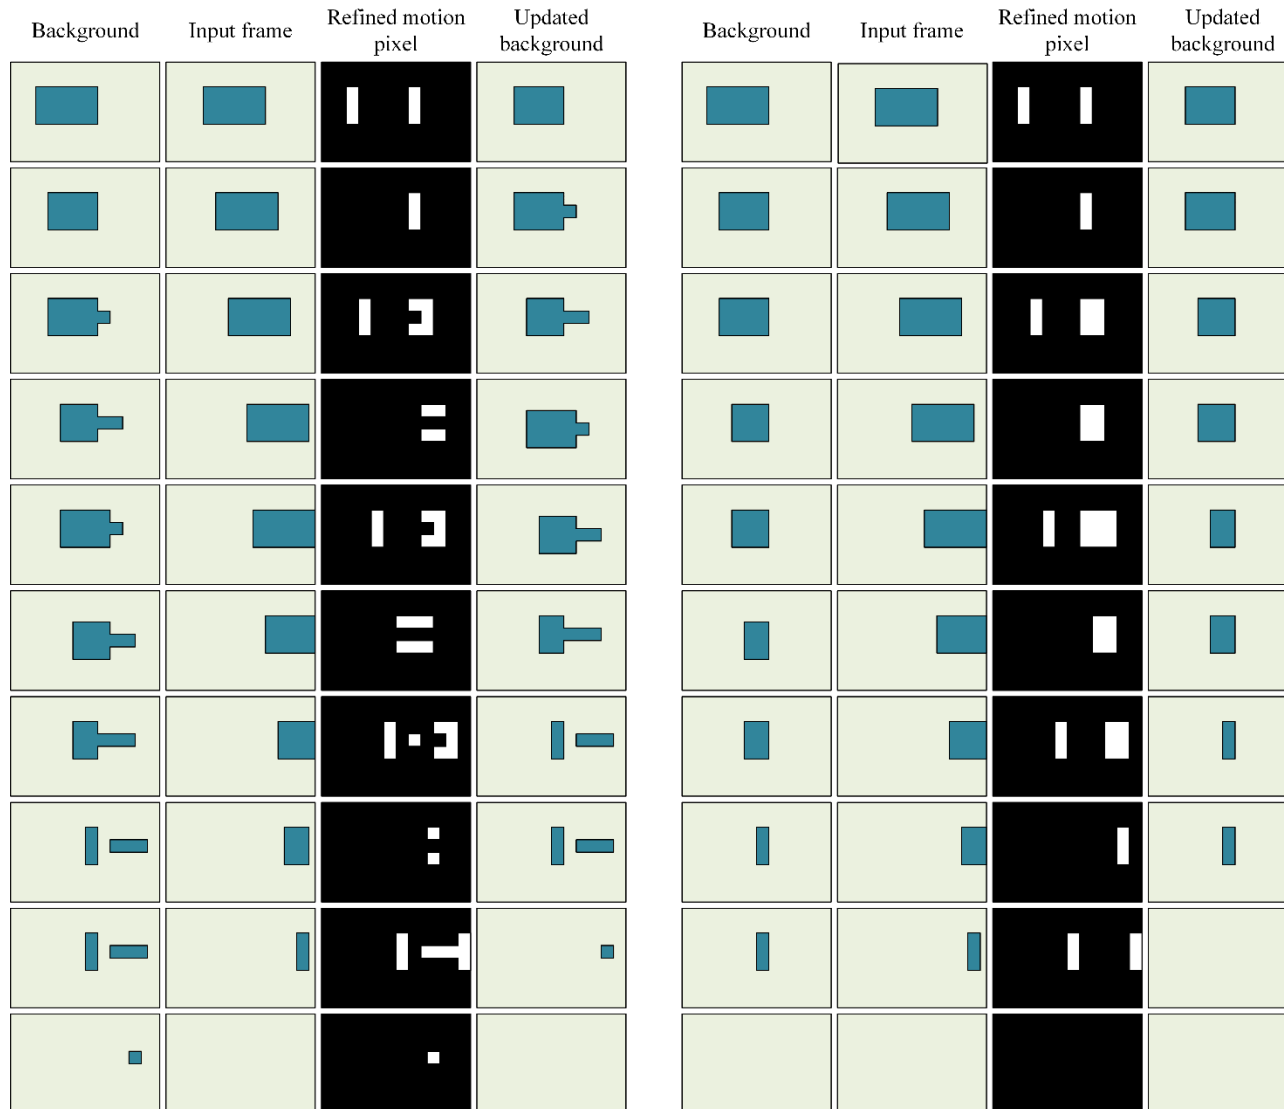 Background
Input frame
Refined motion
pixel
Updated
background
Background
Input frame
Refined motion
pixel
Updated
background